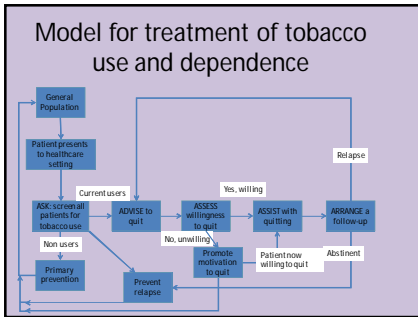 Model for treatment of tobacco
use and dependence
General
Population
Patient presents
to healthcare
setting
Relapse
Current users
Yes, willing
ASK: screen all
patients for
tobacco use
ADVISE to
quit
ASSESS
willingness
to quit
ASSIST with
quitting
ARRANGE a
follow-up
No, unwilling
Non users
Promote
motivation
to quit
Patient now
willing to quit
Abstinent
Primary
prevention
Prevent
relapse